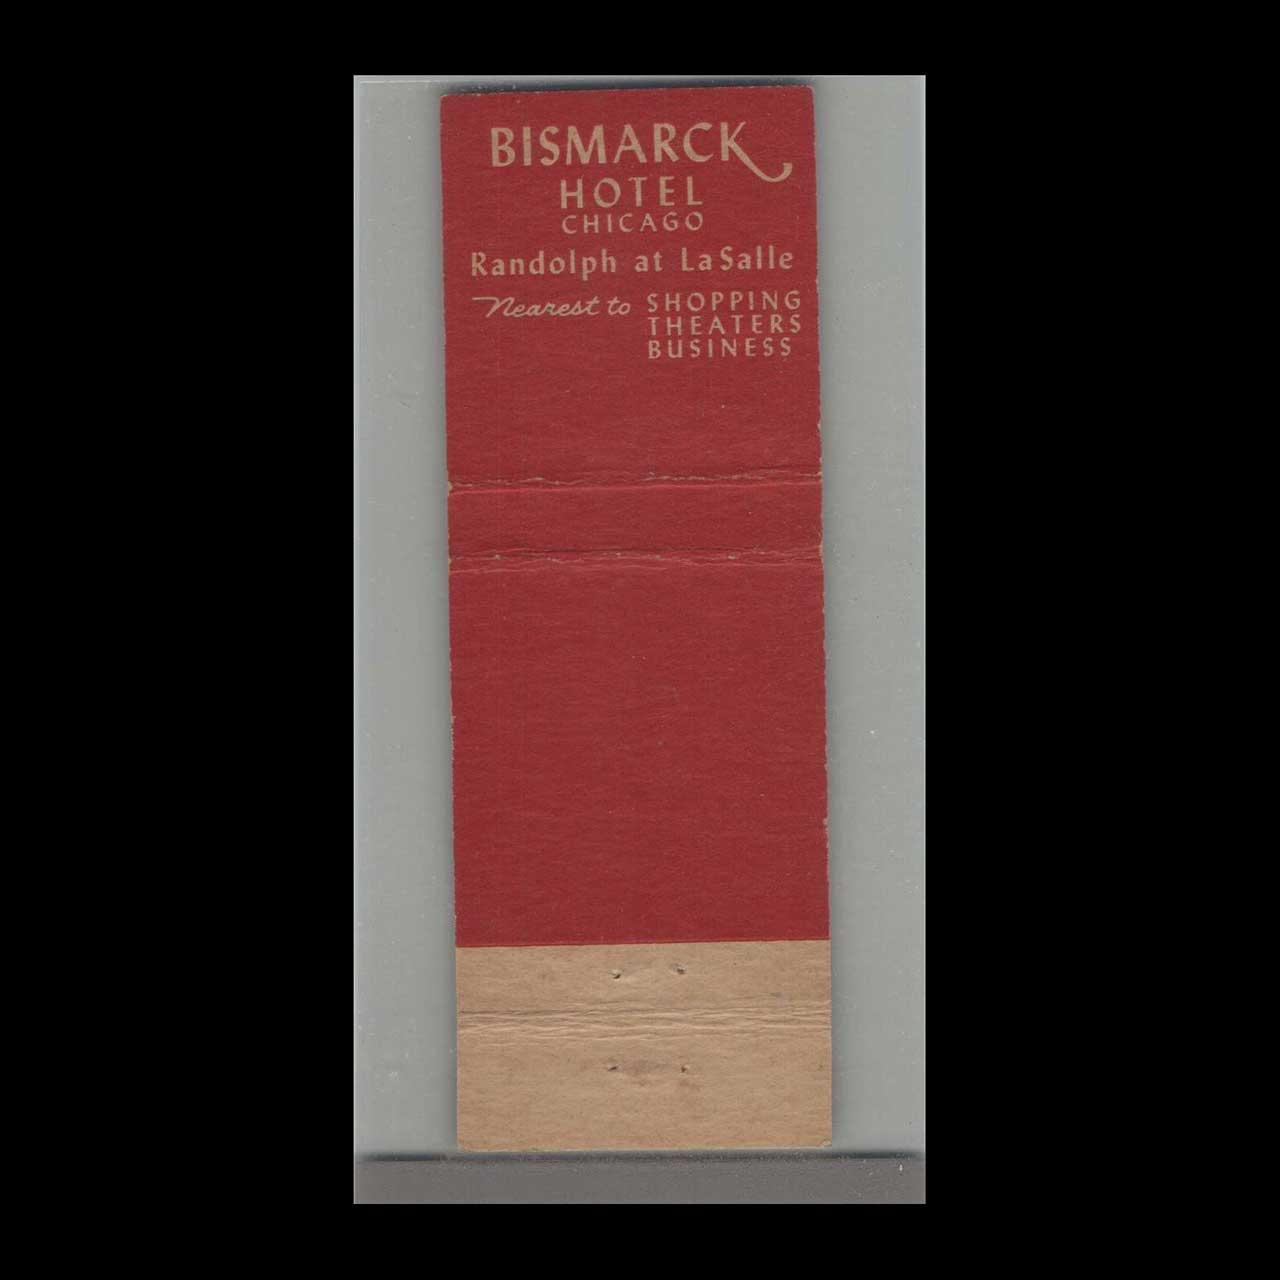 BISMARCK
HOTEL
CHICAGO
Randolph at LaSalle
Nearest to SHOPPING
THEATERS
BUSINESS